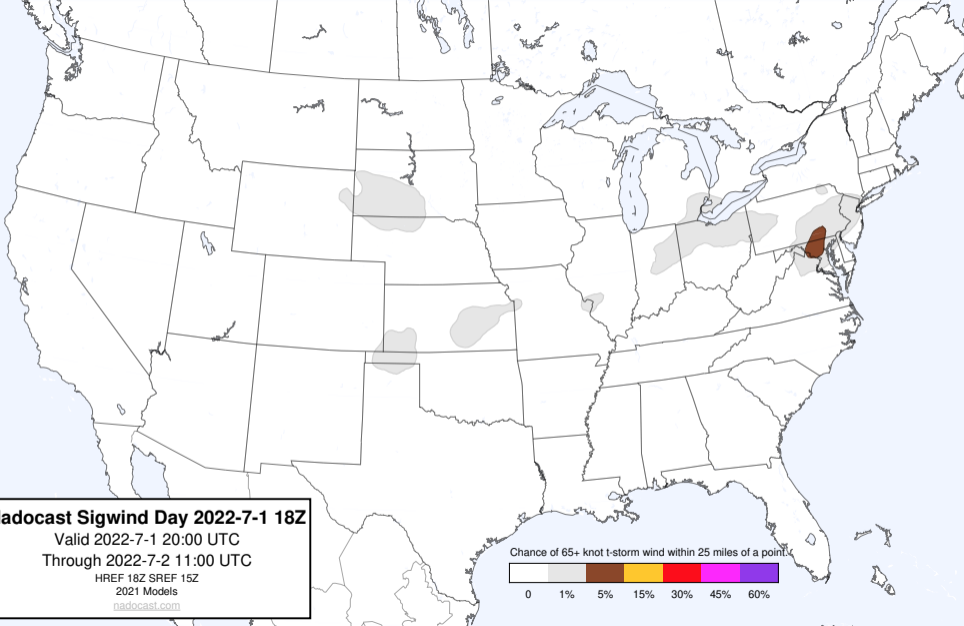 adocast Sigwind Day 2022-7-1 18Z
Valid 2022-7-1 20:00 UTC
Through 2022-7-2 11:00 UTC
HREF 18Z SREF 15Z
2021 Models
nadocast.com
Chance of 65+ knot t-storm wind within 25 miles of a point.
0 1% 5% 15% 30% 45% 60%